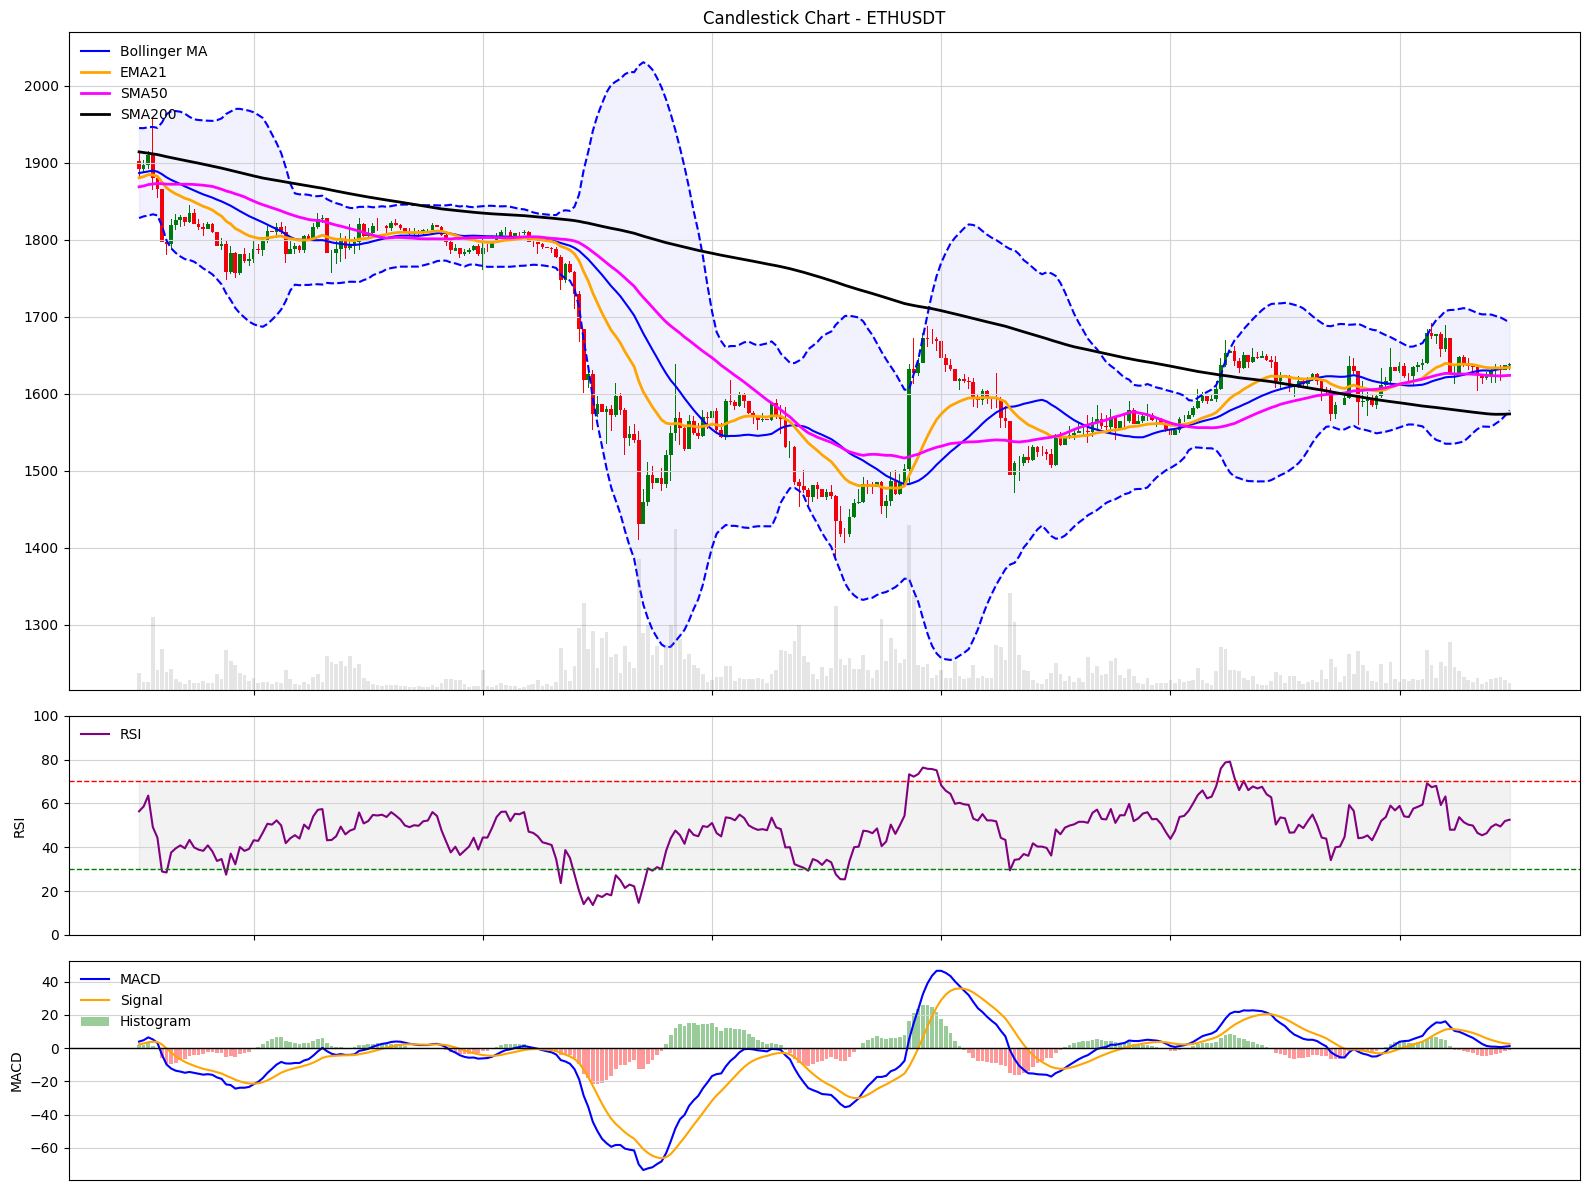 Candlestick Chart - ETHUSDT
Bollinger MA
EMA21
SMA50
SMA200
2000
1900
1800
1700
1600
1500
1400
1300
RSI
RSI
100
80
60
40
20
0
MACD
Signal
Histogram
MACD
40
20
0
−20
−40
−60